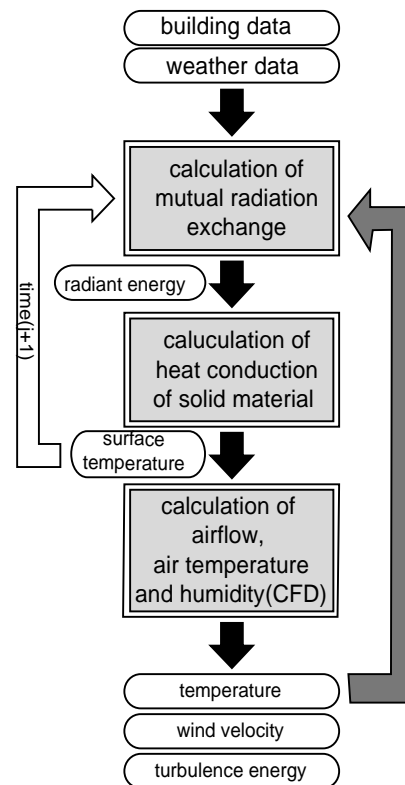 building data
weather data
calculation of
mutual radiation
exchange
radiant energy
time(j+1)
caluculation of
heat conduction
of solid material
surface
temperature
calculation of
airflow,
air temperature
and humidity(CFD)
temperature
wind velocity
turbulence energy